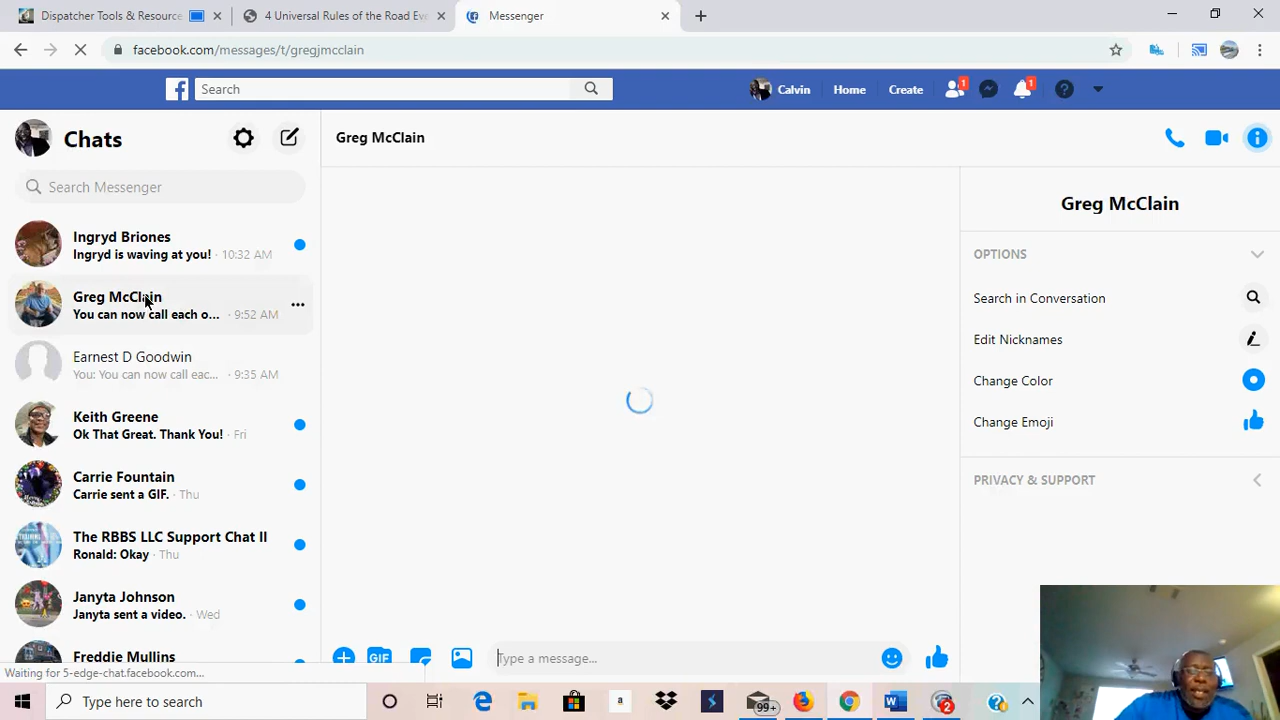 Dispatcher Tools & Resource
4 Universal Rules of the Road Eve
Messenger
facebook.com/messages/t/gregjmcclain
Search
Calvin
Home
Create
1
1
Chats
Search Messenger
Ingryd Briones
Ingryd is waving at you! · 10:32 AM
Greg McClain
You can now call each o... · 9:52 AM
Earnest D Goodwin
You: You can now call eac... · 9:35 AM
Keith Greene
Ok That Great. Thank You! · Fri
Carrie Fountain
Carrie sent a GIF. · Thu
The RBBS LLC Support Chat II
Ronald: Okay · Thu
Janyta Johnson
Janyta sent a video. · Wed
Freddie Mullins
Waiting for 5-edge-chat.facebook.com...
Greg McClain
GIF
Type a message...
Greg McClain
OPTIONS
Search in Conversation
Edit Nicknames
Change Color
Change Emoji
PRIVACY & SUPPORT
Type here to search
a
99+
2